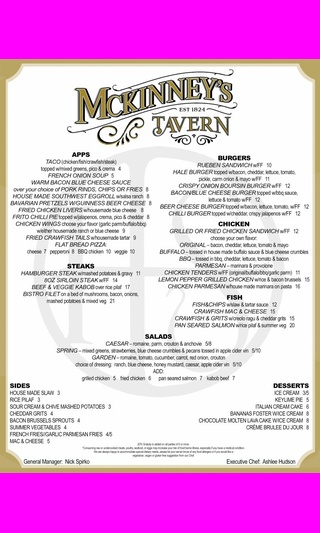 McKinney's
EST 1824
TAVERN
APPS
TACO (chicken/fish/crawfish/steak)
topped w/mixed greens, pico & crema 4
FRENCH ONION SOUP 5
WARM BACON BLUE CHEESE SAUCE
over your choice of PORK RINDS, CHIPS OR FRIES 8
HOUSE MADE SOUTHWEST EGGROLL w/salsa ranch 8
BAVARIAN PRETZELS W/GUINNESS BEER CHEESE 8
FRIED CHICKEN LIVERS w/housemade blue cheese 8
FRITO CHILI PIE topped w/jalapenos, crema, pico & cheddar 8
CHICKEN WINGS choose your flavor (garlic parm/buffalo/bbq
w/either housemade ranch or blue cheese 9
FRIED CRAWFISH TAILS w/housemade tartar 9
FLAT BREAD PIZZA:
cheese 7 pepperoni 8 BBQ chicken 10 veggie 10
STEAKS
HAMBURGER STEAK w/mashed potatoes & gravy 11
8OZ SIRLOIN STEAK W/FF 14
BEEF & VEGGIE KABOB over rice pilaf 17
BISTRO FILET on a bed of mushrooms, bacon, onions,
mashed potatoes & mixed veg 21
BURGERS
RUEBEN SANDWICH w/FF 10
HALE BURGER topped w/bacon, cheddar, lettuce, tomato,
pickle, carm onion & mayo w/FF 11
CRISPY ONION BOURSIN BURGER w/FF 12
BACON/BLUE CHEESE BURGER topped w/bbq sauce,
lettuce & tomato w/FF 12
BEER CHEESE BURGER topped w/bacon, lettuce, tomato, w/FF 12
CHILLI BURGER topped w/cheddar, crispy jalapenos w/FF 12
CHICKEN
GRILLED OR FRIED CHICKEN SANDWICH w/FF 12
choose your own flavor
ORIGINAL – bacon, cheddar, lettuce, tomato & mayo
BUFFALO – tossed in house made buffalo sauce & blue cheese crumbles
BBQ – tossed in bbq, cheddar, lettuce, tomato & bacon
PARMESAN – marinara & provolone
CHICKEN TENDERS w/FF (original/buffalo/bbq/garlic parm) 11
LEMON PEPPER GRILLED CHICKEN w/rice & bacon brussels 15
CHICKEN PARMESAN w/house made marinara on pasta 16
FISH
FISH&CHIPS w/slaw & tartar sauce 12
CRAWFISH MAC & CHEESE 15
CRAWFISH & GRITS w/creole ragu & cheddar grits 15
PAN SEARED SALMON w/rice pilaf & summer veg 20
SALADS
CAESAR – romaine, parm, crouton & anchovie 5/8
SPRING – mixed greens, strawberries, blue cheese crumbles & pecans tossed in apple cider vin 5/10
GARDEN – romaine, tomato, cucumber, carrot, red onion, crouton
choice of dressing: ranch, blue cheese, honey mustard, caesar, apple cider vin 5/10
ADD:
grilled chicken 5 fried chicken 6 pan seared salmon 7 kabob beef 7
SIDES
HOUSE MADE SLAW 3
RICE PILAF 3
SOUR CREAM & CHIVE MASHED POTATOES 3
CHEDDAR GRITS 4
BACON BRUSSELS SPROUTS 4
SUMMER VEGETABLES 4
FRENCH FRIES/GARLIC PARMESAN FRIES 4/5
MAC & CHEESE 5
DESSERTS
ICE CREAM 3/5
KEYLIME PIE 5
ITALIAN CREAM CAKE 6
BANANAS FOSTER W/ICE CREAM 8
CHOCOLATE MOLTEN LAVA CAKE W/ICE CREAM 8
CRÈME BRULEE DU JOUR 8
General Manager: Nick Spirko
Executive Chef: Ashlee Hudson